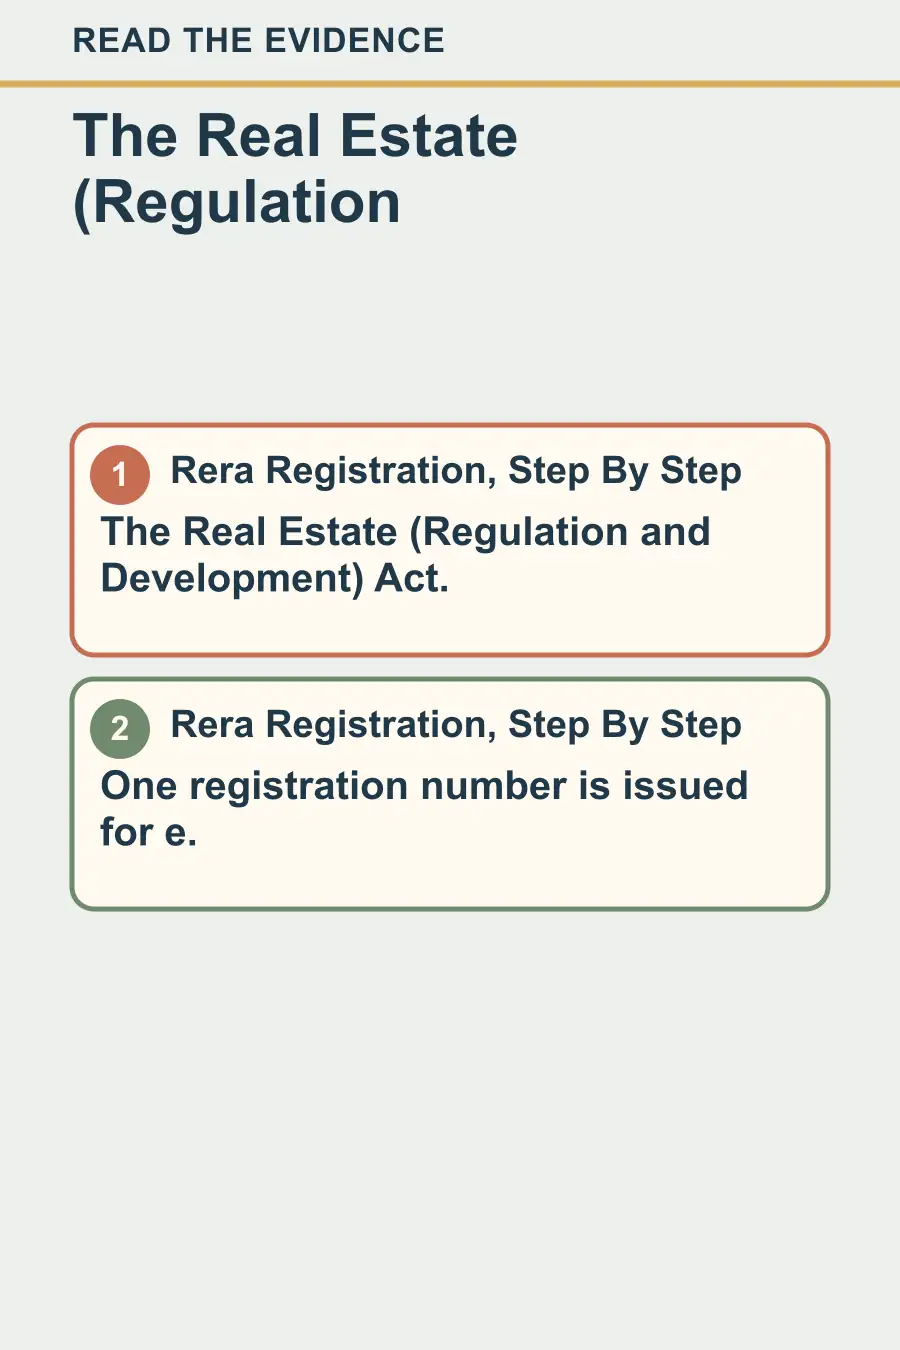 READ THE EVIDENCE
The Real Estate
(Regulation
1 Rera Registration, Step By Step
The Real Estate (Regulation and
Development) Act.
2 Rera Registration, Step By Step
One registration number is issued
for e.